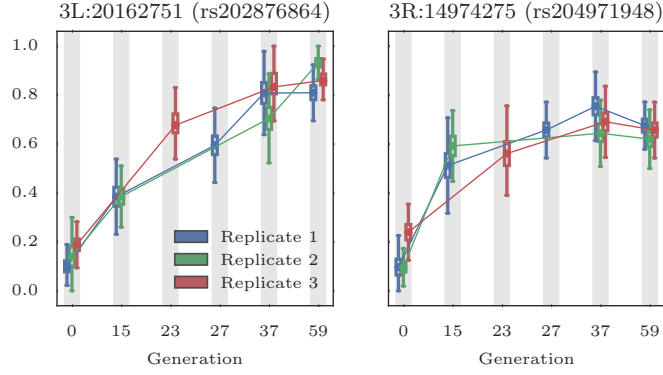 3L:20162751 (rs202876864)
3R:14974275 (rs204971948)
1.0
0.8
0.6
0.4
0.2
0.0
Replicate 1
Replicate 2
Replicate 3
0 15 23 27 37 59
0 15 23 27 37 59
Generation
Generation